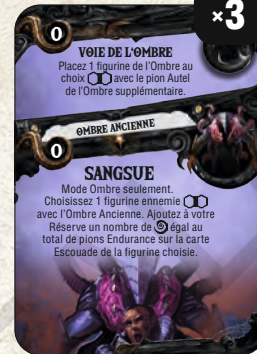 ×3
0
VOIE DE L'OMBRE
Placez 1 figurine de l'Ombre au
choix avec le pion Autel
de l'Ombre supplémentaire.
OMBRE ANCIENNE
0
SANGSUE
Mode Ombre seulement.
Choisissez 1 figurine ennemie
avec l'Ombre Ancienne. Ajoutez à votre
Réserve un nombre de égal au
total de pions Endurance sur la carte
Escouade de la figurine choisie.